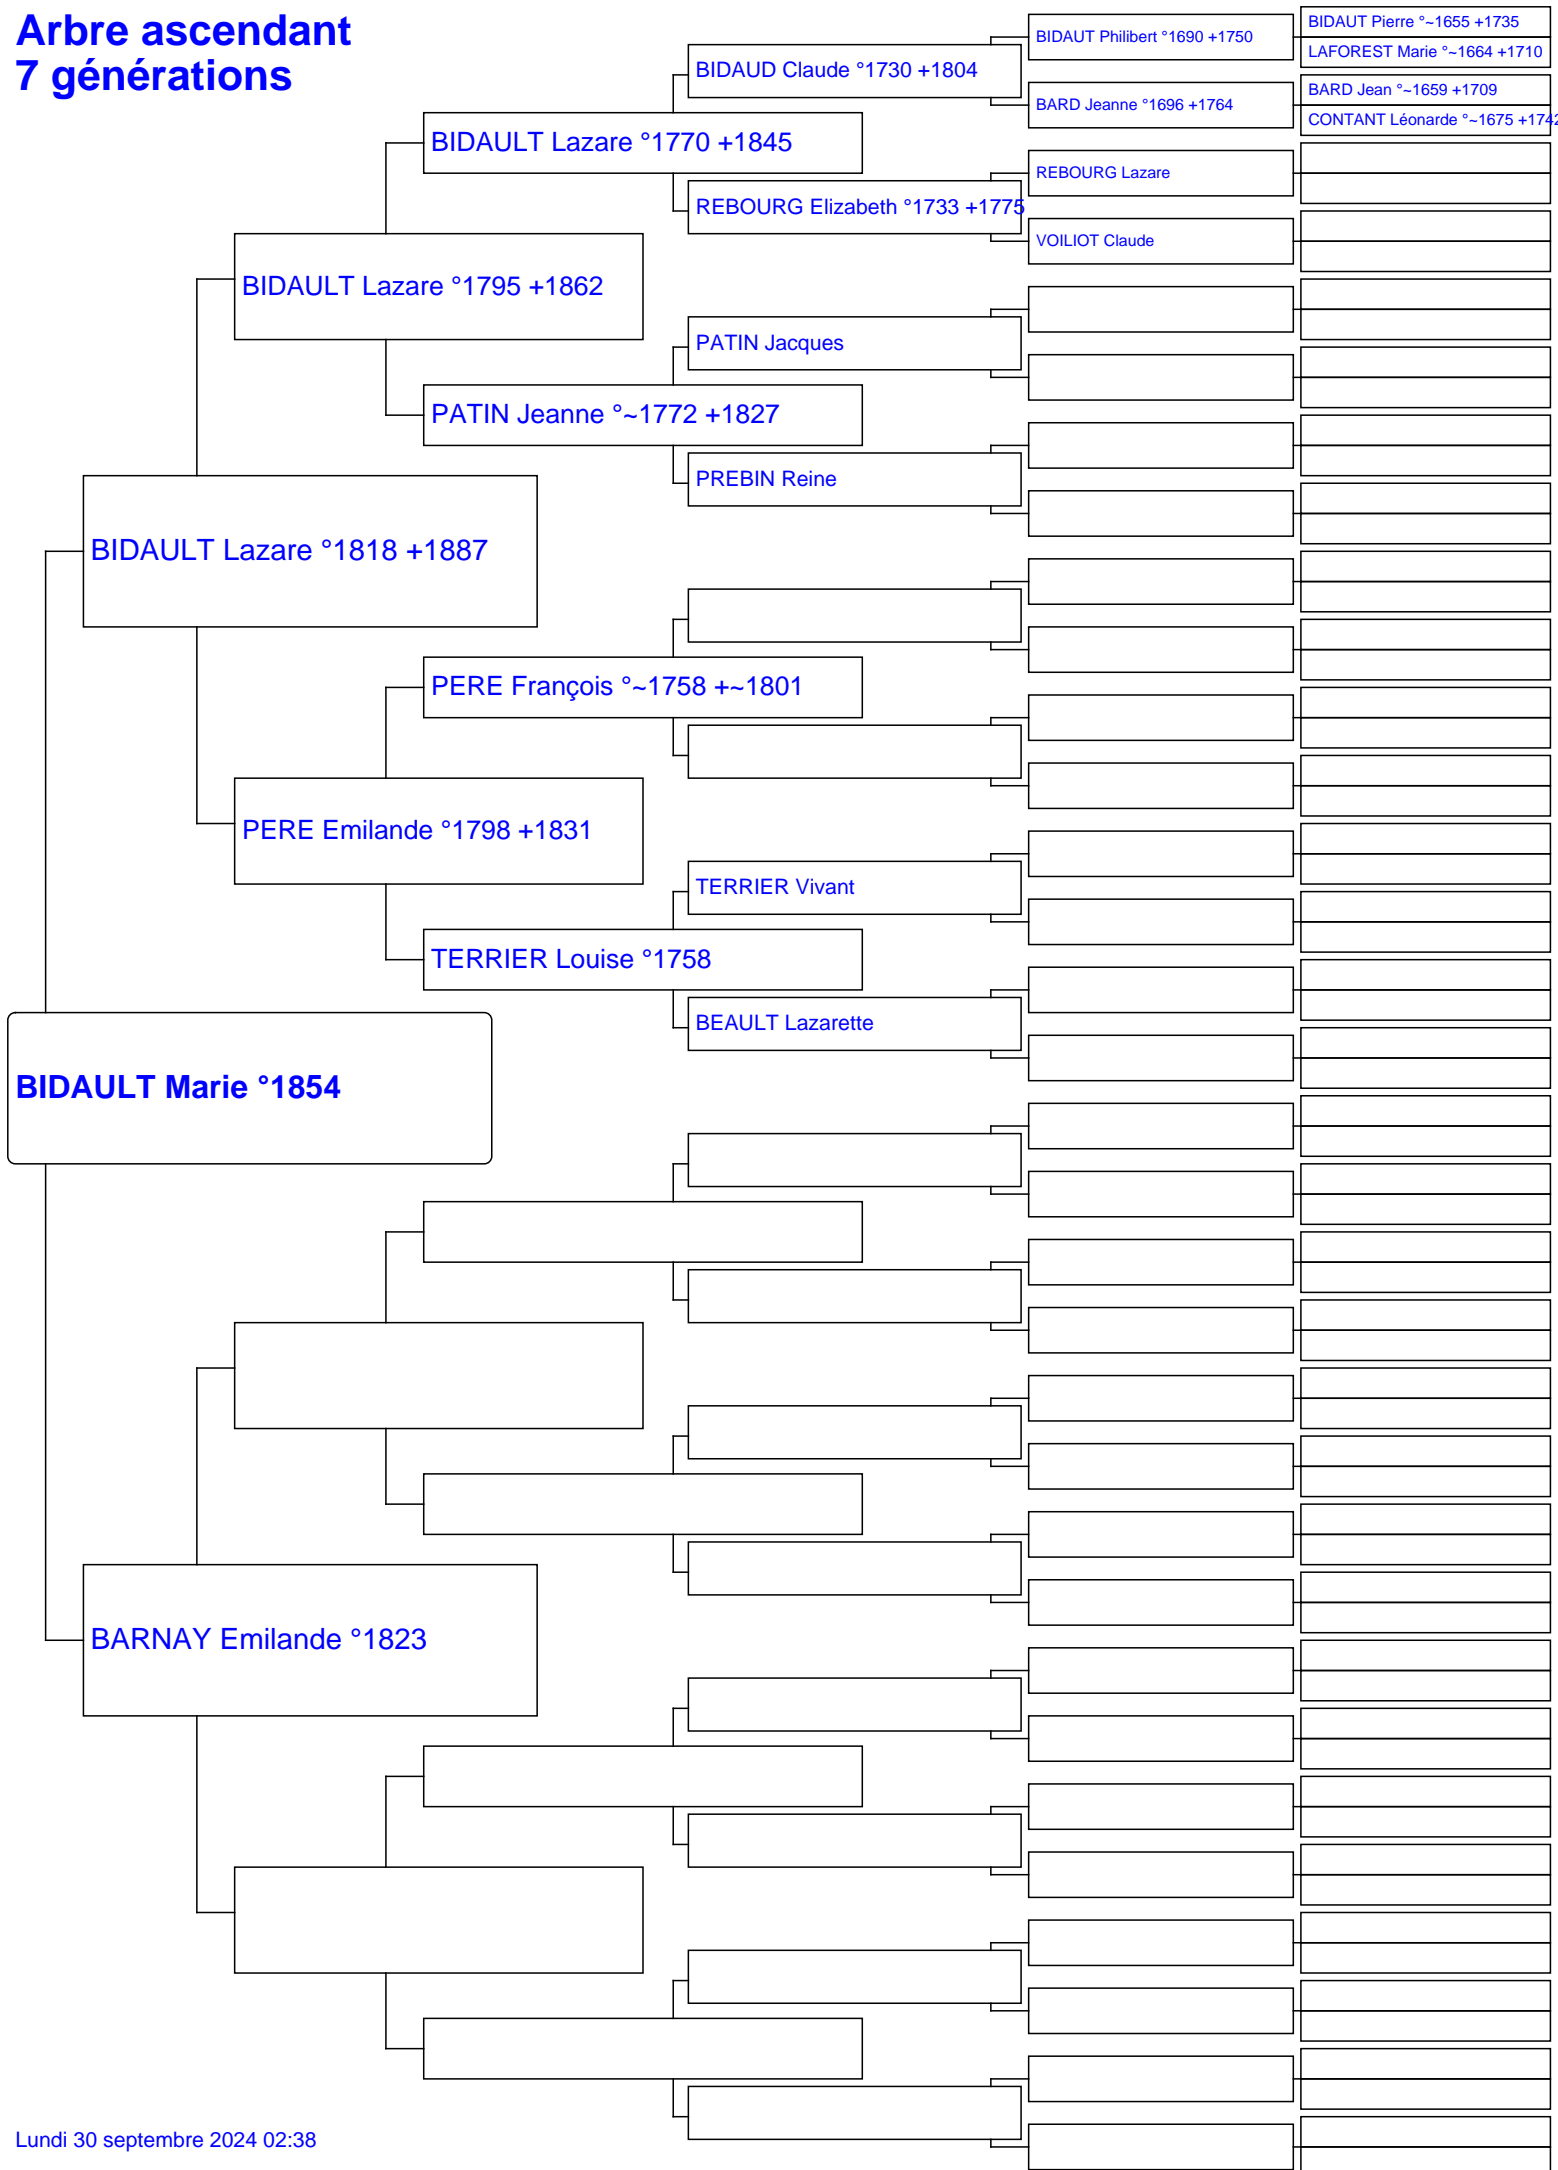 Arbre ascendant
7 générations
BIDAUT Pierre °~1655 +1735
BIDAUT Philibert °1690 +1750
LAFOREST Marie °~1664 +1710
BIDAUD Claude °1730 +1804
BARD Jean °~1659 +1709
BARD Jeanne °1696 +1764
CONTANT Léonarde °~1675 +1742
BIDAULT Lazare °1770 +1845
REBOURG Lazare
REBOURG Elizabeth °1733 +1775
VOILIOT Claude
BIDAULT Lazare °1795 +1862
PATIN Jacques
PATIN Jeanne °~1772 +1827
PREBIN Reine
BIDAULT Lazare °1818 +1887
PERE François °~1758 +~1801
PERE Emilande °1798 +1831
TERRIER Vivant
TERRIER Louise °1758
BEAULT Lazarette
BIDAULT Marie °1854
BARNAY Emilande °1823
Lundi 30 septembre 2024 02:38